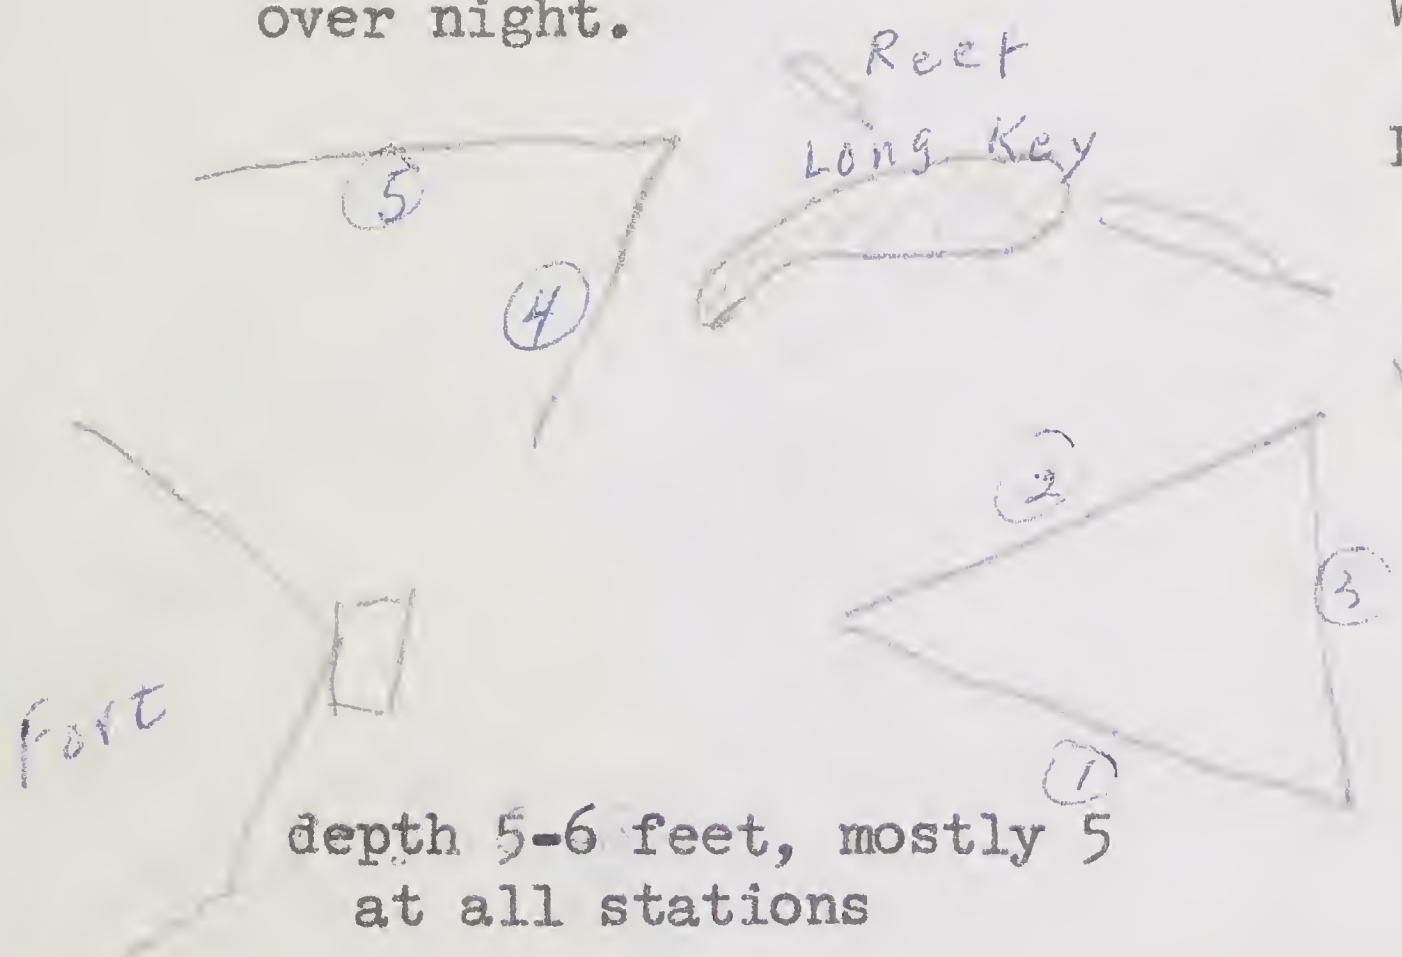 over night.
Reef
Long Key
5
4
2
3
Fort
1
depth 5-6 feet, mostly 5
at all stations